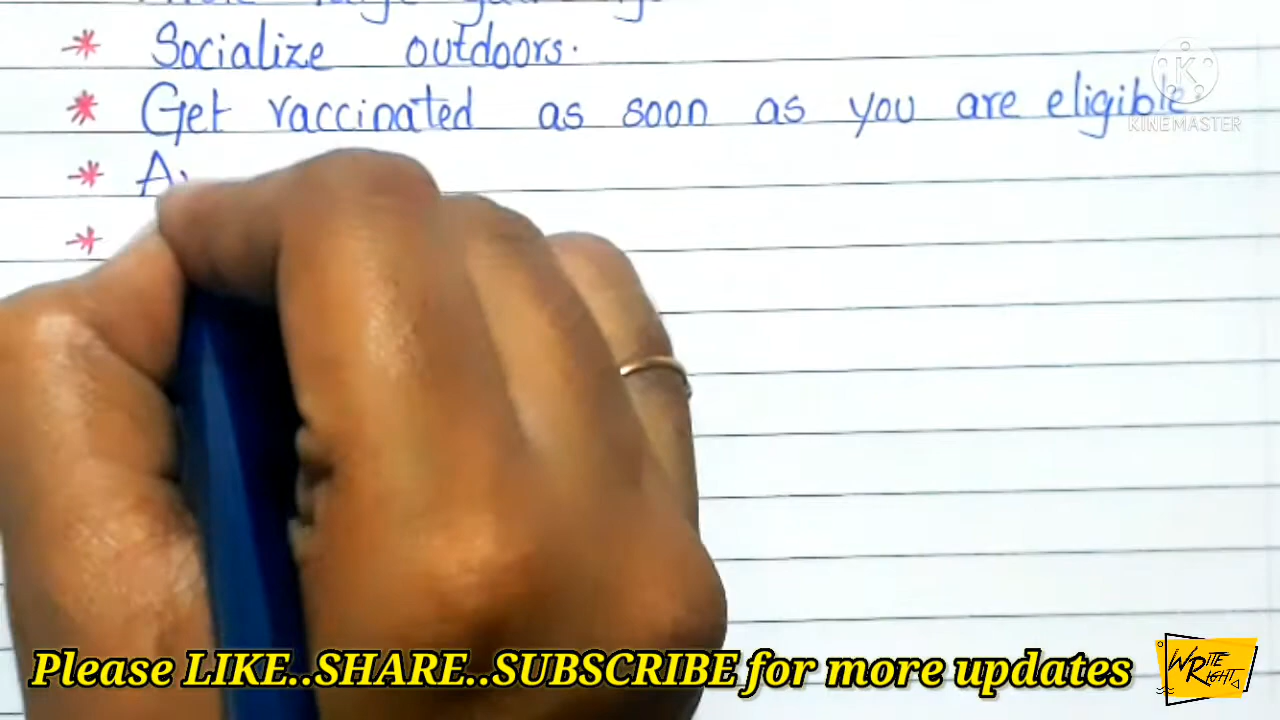 * Socialize outdoors.
* Get vaccinated as soon as you are eligible.
*
*
K
KINEMASTER
Please LIKE..SHARE..SUBSCRIBE for more updates
WRITE
RIGHT